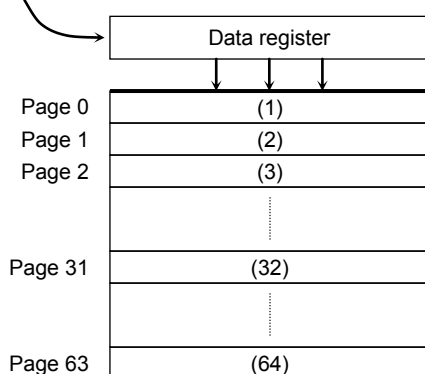 Data register
Page 0 (1)
Page 1 (2)
Page 2 (3)
Page 31 (32)
Page 63 (64)